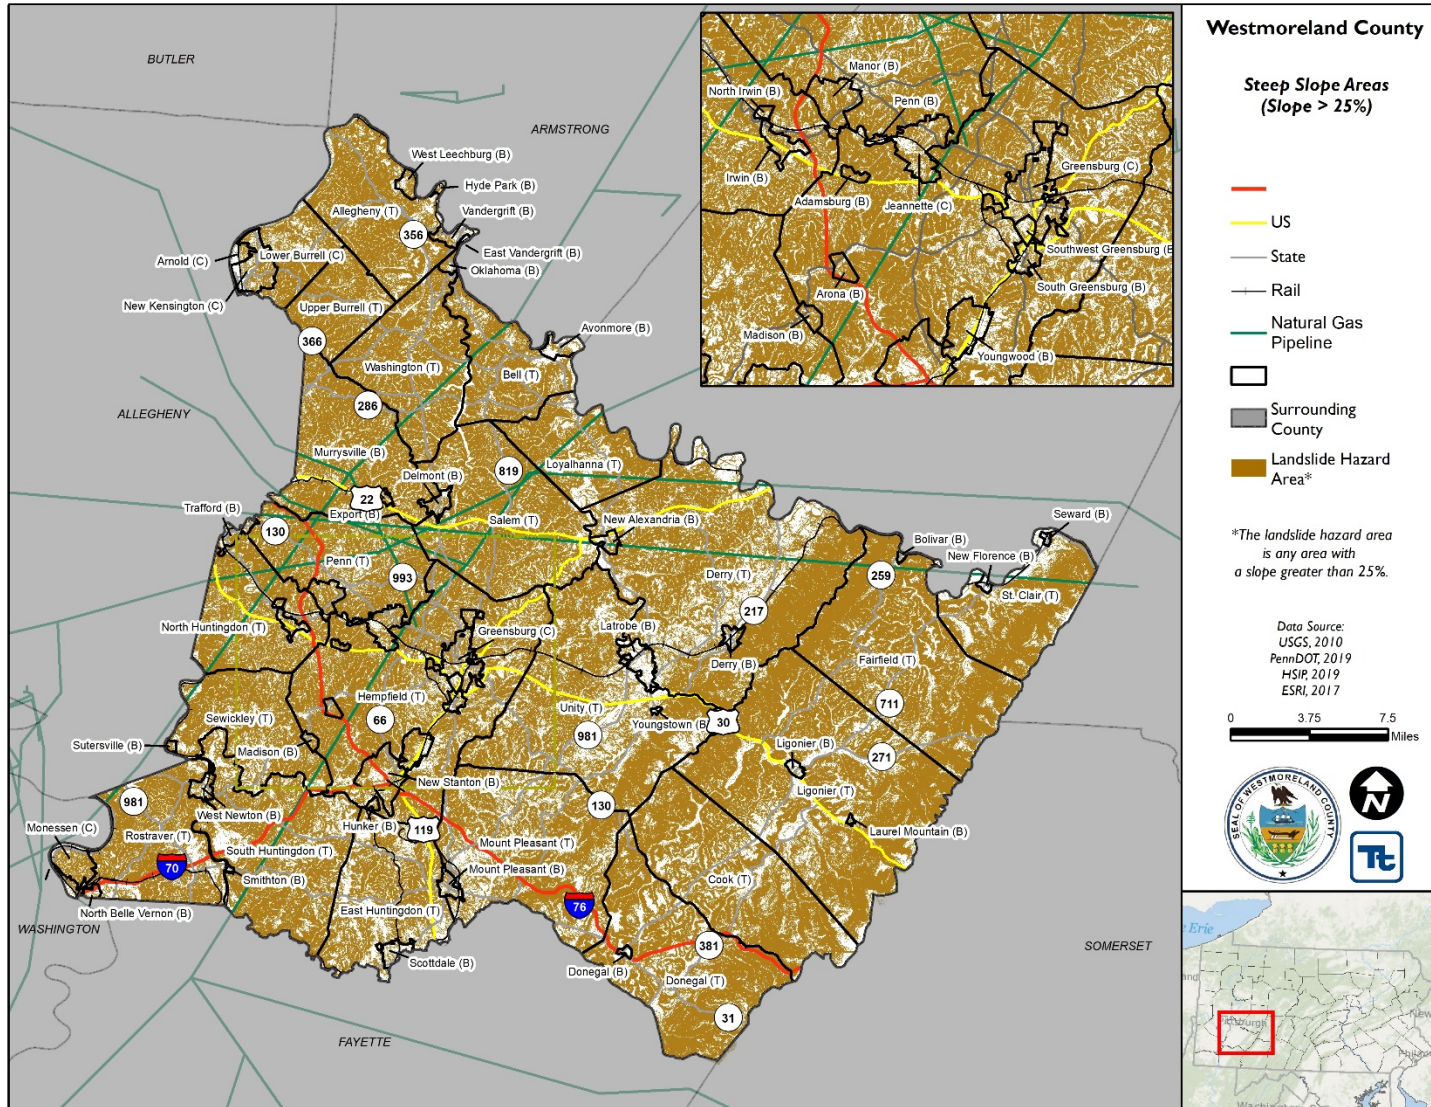 Westmoreland County
Steep Slope Areas
(Slope > 25%)
US
State
Rail
Natural Gas
Pipeline
Surrounding
County
Landslide Hazard
Area*
*The landslide hazard area
is any area with
a slope greater than 25%.
Data Source:
USGS, 2010
PennDOT, 2019
HSIP, 2019
ESRI, 2017
0 3.75 7.5
Miles
SEAL OF WESTMORELAND COUNTY
N
Tt
BUTLER
ARMSTRONG
ALLEGHENY
WASHINGTON
FAYETTE
SOMERSET
West Leechburg (B)
Hyde Park (B)
Allegheny (T)
Vandergrift (B)
356
East Vandergrift (B)
Arnold (C)
Lower Burrell (C)
Oklahoma (B)
New Kensington (C)
Upper Burrell (T)
Avonmore (B)
366
Washington (T)
Bell (T)
286
Murrysville (B)
Delmont (B)
819
Loyalhanna (T)
22
Trafford (B)
Export (B)
Salem (T)
New Alexandria (B)
130
Seward (B)
Bolivar (B)
New Florence (B)
Penn (T)
993
Derry (T)
259
St. Clair (T)
217
North Huntingdon (T)
Greensburg (C)
Latrobe (B)
Derry (B)
Fairfield (T)
Hempfield (T)
66
Unity (T)
Youngstown (B
30
711
Sewickley (T)
981
Sutersville (B)
Madison (B)
Ligonier (B)
271
New Stanton (B)
Ligonier (T)
981
West Newton (B)
130
Monessen (C)
Rostraver (T)
Hunker (B)
119
Laurel Mountain (B)
South Huntingdon (T)
Mount Pleasant (T)
70
Smithton (B)
Mount Pleasant (B)
Cook (T)
North Belle Vernon (B)
East Huntingdon (T)
76
Scottdale (B)
381
Donegal (B)
Donegal (T)
31
Manor (B)
North Irwin (B)
Penn (B)
Irwin (B)
Greensburg (C)
Adamsburg (B)
Jeannette (C)
Southwest Greensburg (B
Arona (B)
South Greensburg (B)
Madison (B)
Youngwood (B)
Erie
Pittsburgh